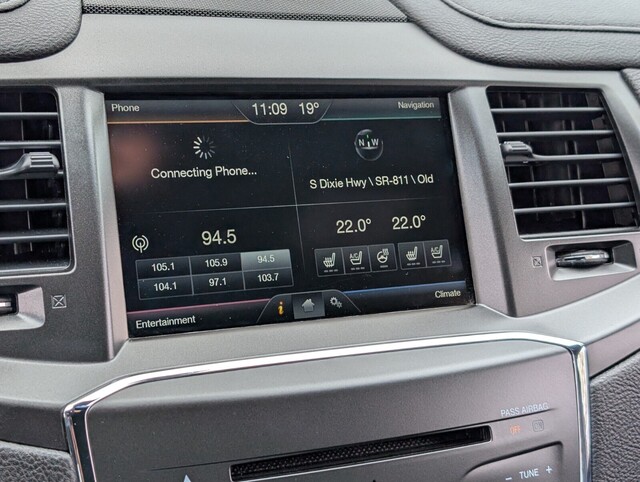 Phone
11:09 19°
Navigation
Connecting Phone...
N W
S Dixie Hwy \ SR-811 \ Old
94.5
22.0° 22.0°
105.1 105.9 94.5
104.1 97.1 103.7
A/C A/C
Entertainment
i
Climate
PASS AIRBAG
- TUNE +